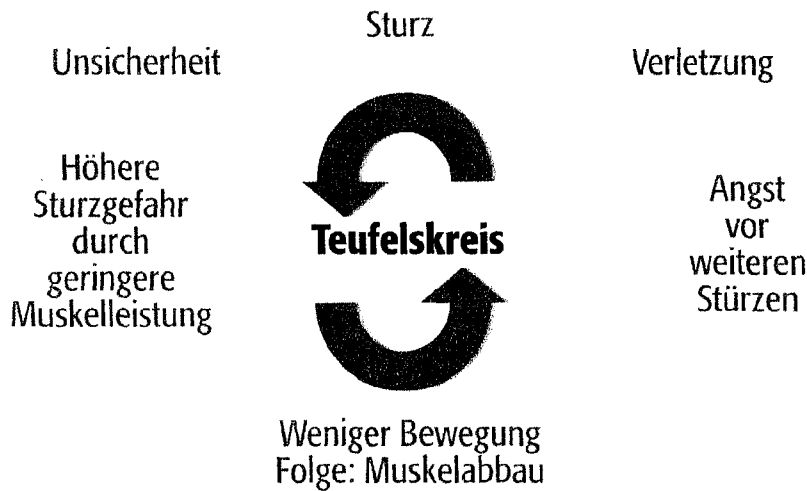 Sturz
Unsicherheit
Verletzung
Höhere
Sturzgefahr
durch
geringere
Muskelleistung
Teufelskreis
Angst
vor
weiteren
Stürzen
Weniger Bewegung
Folge: Muskelabbau